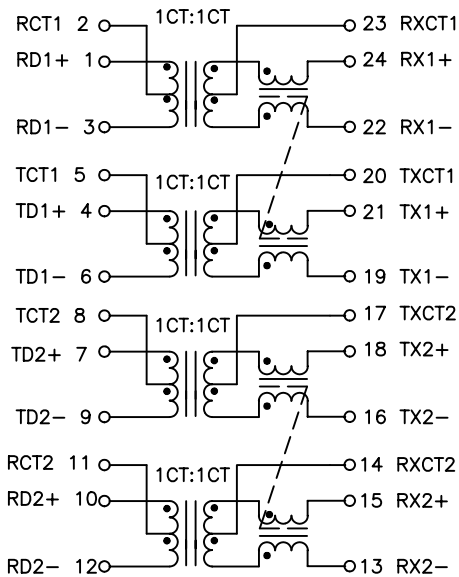 RCT1 2 1CT:1CT 23 RXCT1
RD1+ 1 24 RX1+
RD1- 3 22 RX1-
TCT1 5 1CT:1CT 20 TXCT1
TD1+ 4 21 TX1+
TD1- 6 19 TX1-
TCT2 8 1CT:1CT 17 TXCT2
TD2+ 7 18 TX2+
TD2- 9 16 TX2-
RCT2 11 1CT:1CT 14 RXCT2
RD2+ 10 15 RX2+
RD2- 12 13 RX2-